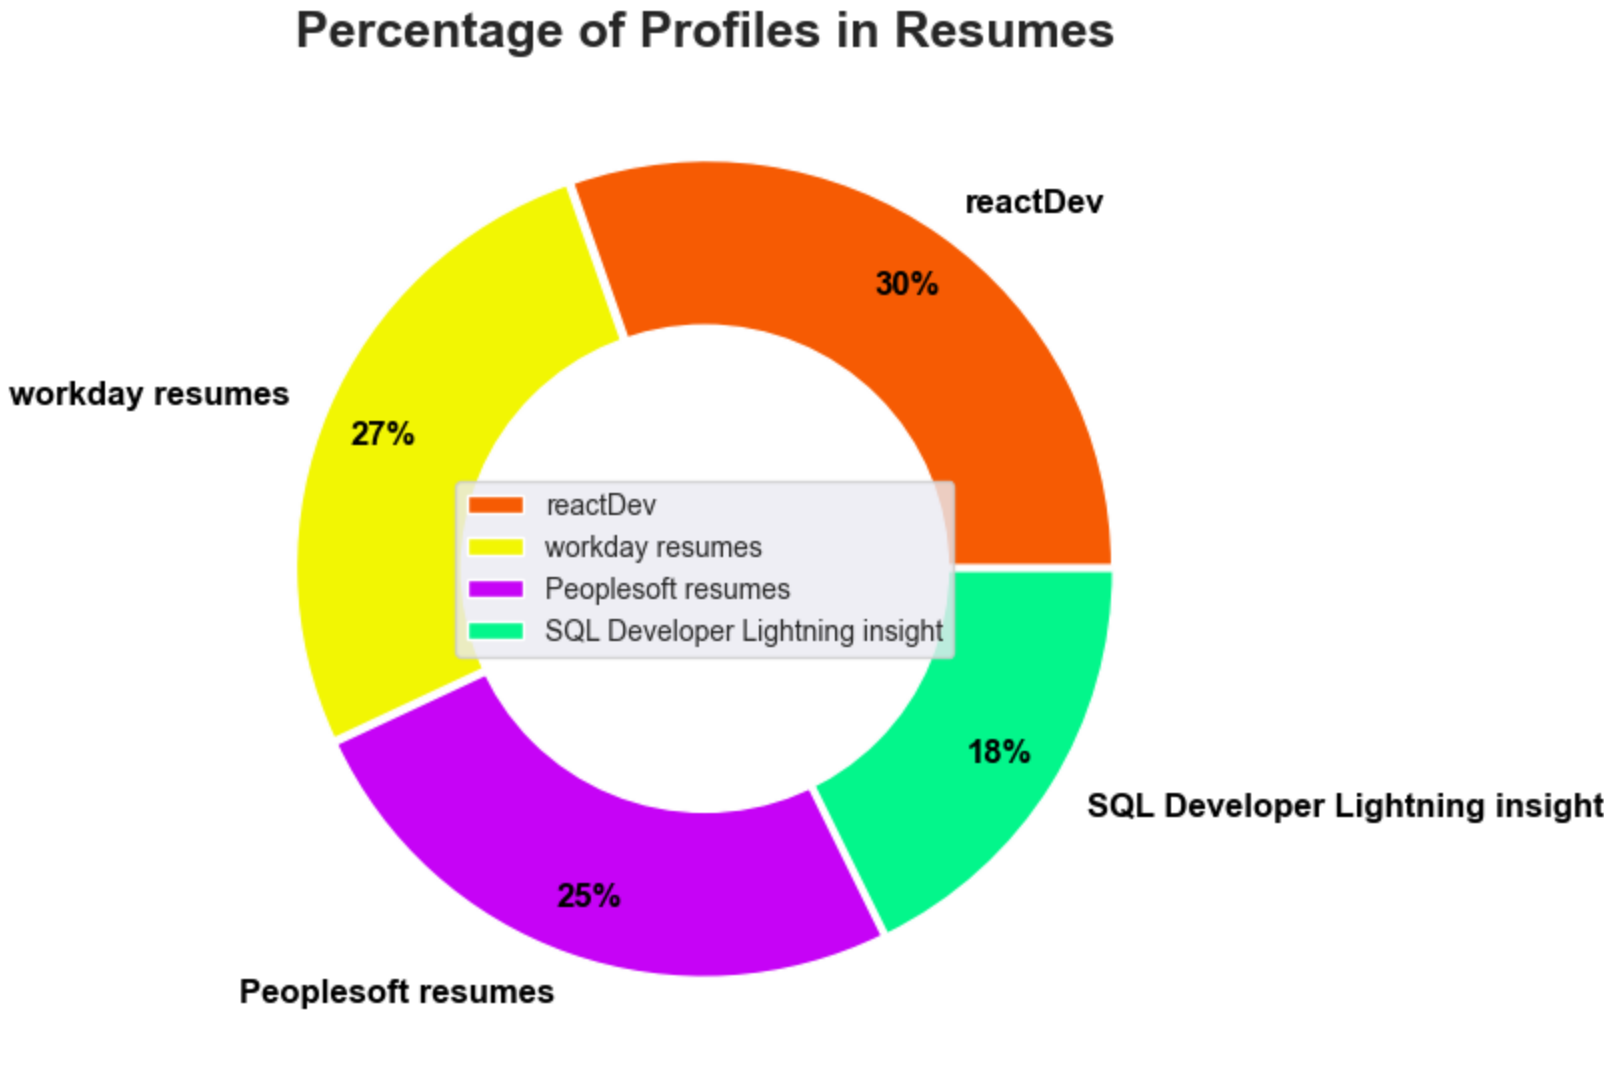 Percentage of Profiles in Resumes
reactDev
30%
workday resumes
27%
reactDev
workday resumes
Peoplesoft resumes
SQL Developer Lightning insight
18%
SQL Developer Lightning insight
25%
Peoplesoft resumes